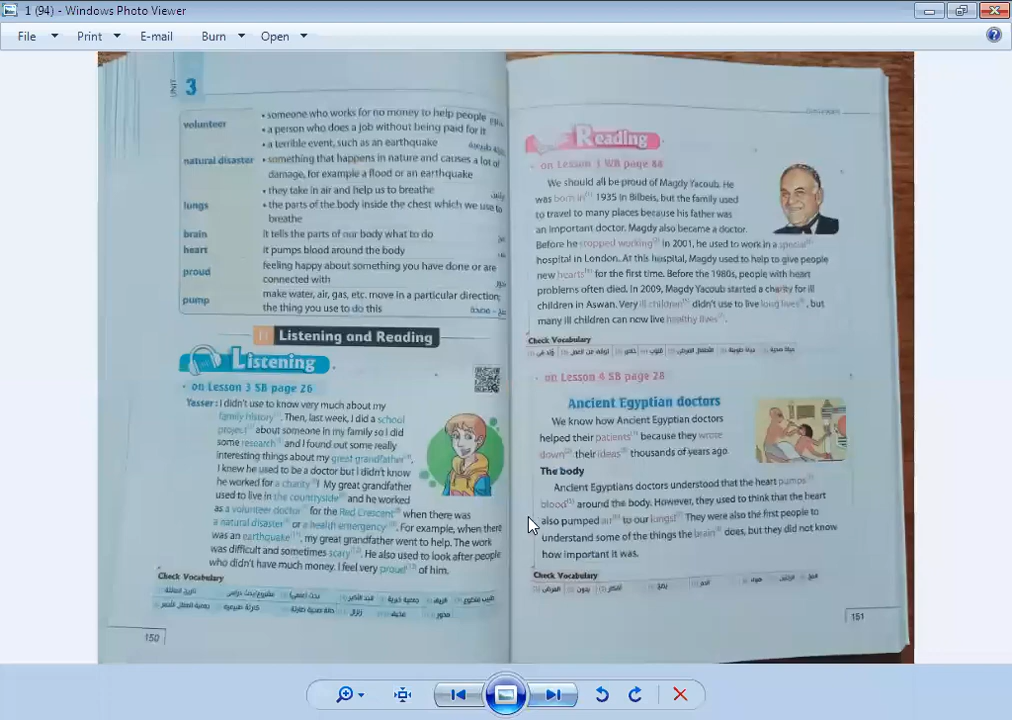 1 (94) - Windows Photo Viewer
File Print E-mail Burn Open
UNIT 3
volunteer
• someone who works for no money to help people
• a person who does a job without being paid for it
natural disaster
• a terrible event, such as an earthquake
• something that happens in nature and causes a lot of
damage, for example a flood or an earthquake
lungs
• they take in air and help us to breathe
• the parts of the body inside the chest which we use to
breathe
brain it tells the parts of our body what to do
heart it pumps blood around the body
proud
feeling happy about something you have done or are
connected with
pump
make water, air, gas, etc. move in a particular direction;
the thing you use to do this
Listening and Reading
Listening
• on Lesson 3 SB page 26
Yasser: I didn't use to know very much about my
family history. Then, last week, I did a school
project about someone in my family so I did
some research and I found out some really
interesting things about my great grandfather.
I knew he used to be a doctor but I didn't know
he worked for a charity! My great grandfather
used to live in the countryside and he worked
as a volunteer doctor for the Red Crescent when there was
a natural disaster or a health emergency. For example, when there
was an earthquake, my great grandfather went to help. The work
was difficult and sometimes scary. He also used to look after people
who didn't have much money. I feel very proud of him.
Check Vocabulary
150
Reading
• on Lesson 3 WB page 88
We should all be proud of Magdy Yacoub. He
was born in 1935 in Bilbeis, but the family used
to travel to many places because his father was
an important doctor. Magdy also became a doctor.
Before he stopped working in 2001, he used to work in a special
hospital in London. At this hospital, Magdy used to help to give people
new hearts for the first time. Before the 1980s, people with heart
problems often died. In 2009, Magdy Yacoub started a charity for ill
children in Aswan. Very ill children didn't use to live long lives, but
many ill children can now live healthy lives.
Check Vocabulary
• on Lesson 4 SB page 28
Ancient Egyptian doctors
We know how Ancient Egyptian doctors
helped their patients because they wrote
down their ideas thousands of years ago.
The body
Ancient Egyptians doctors understood that the heart pumps
blood around the body. However, they used to think that the heart
also pumped air to our lungs! They were also the first people to
understand some of the things the brain does, but they did not know
how important it was.
Check Vocabulary
151